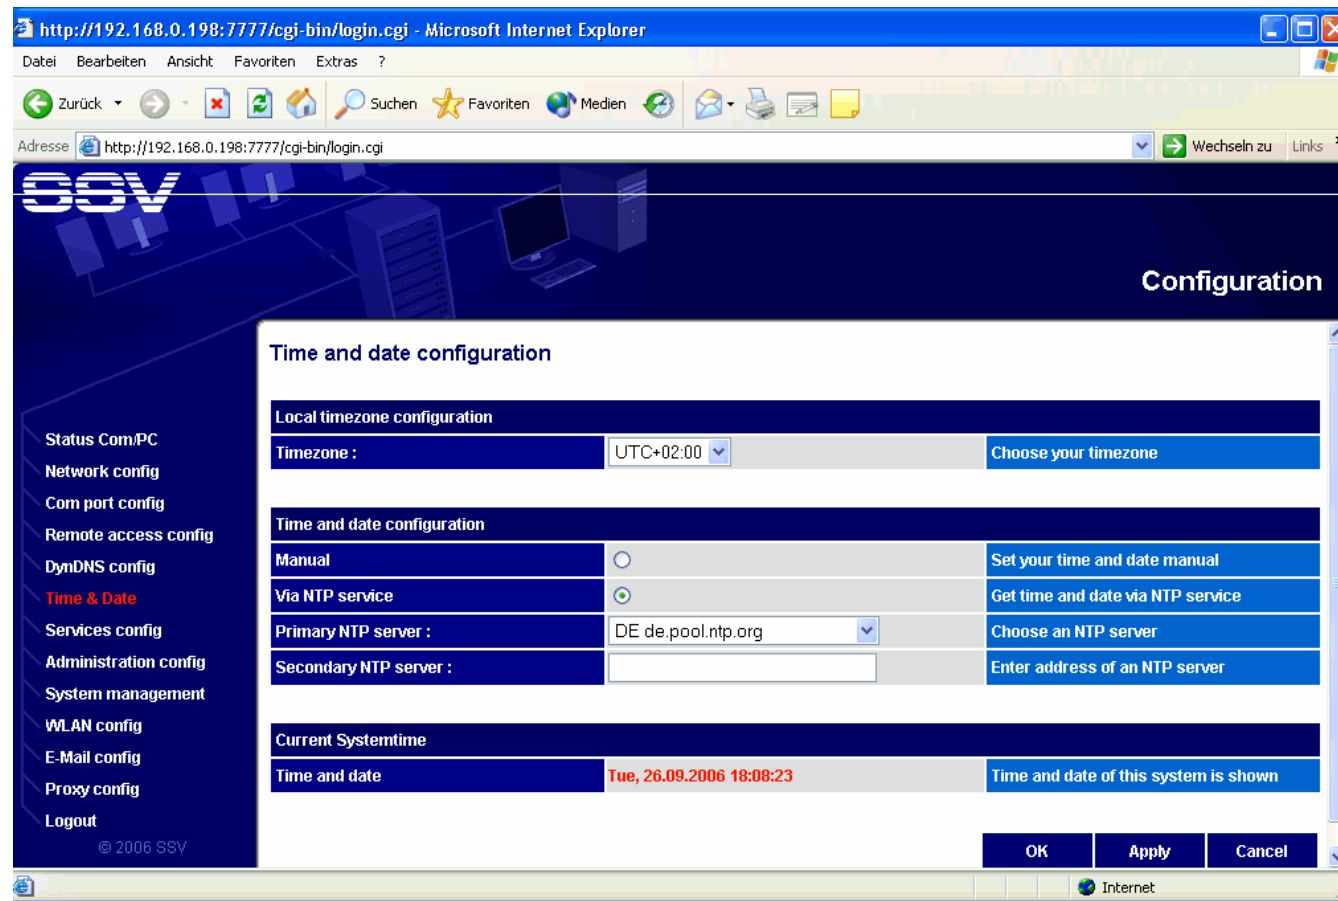 http://192.168.0.198:7777/cgi-bin/login.cgi - Microsoft Internet Explorer
Datei Bearbeiten Ansicht Favoriten Extras ?
Zurück Suchen Favoriten Medien
Adresse http://192.168.0.198:7777/cgi-bin/login.cgi Wechseln zu Links
SSV
Configuration
Status Com/PC
Network config
Com port config
Remote access config
DynDNS config
Time & Date
Services config
Administration config
System management
WLAN config
E-Mail config
Proxy config
Logout
© 2006 SSV
Time and date configuration
Local timezone configuration
Timezone : UTC+02:00 Choose your timezone
Time and date configuration
Manual Set your time and date manual
Via NTP service Get time and date via NTP service
Primary NTP server : DE de.pool.ntp.org Choose an NTP server
Secondary NTP server : Enter address of an NTP server
Current Systemtime
Time and date Tue, 26.09.2006 18:08:23 Time and date of this system is shown
OK Apply Cancel
Internet